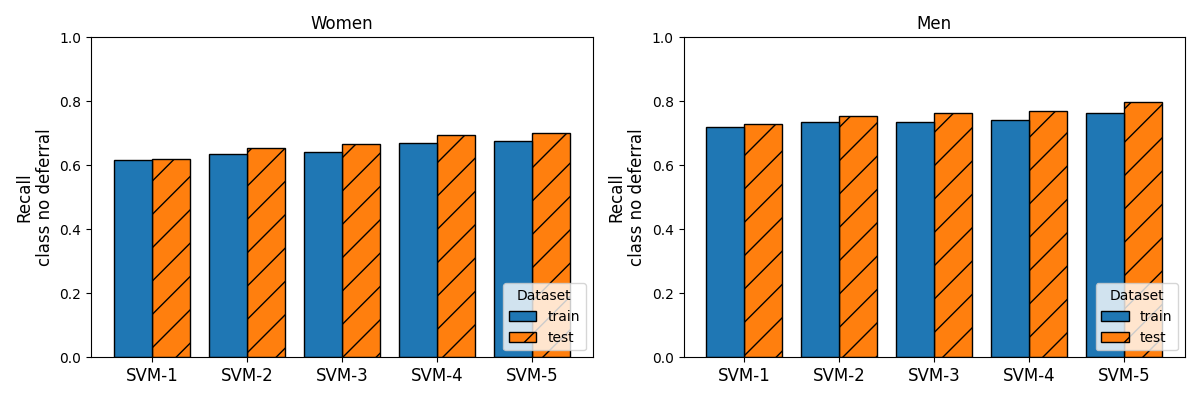 Women
Recall
class no deferral
1.0
0.8
0.6
0.4
0.2
0.0
SVM-1 SVM-2 SVM-3 SVM-4 SVM-5
Dataset
train
test
Men
Recall
class no deferral
1.0
0.8
0.6
0.4
0.2
0.0
SVM-1 SVM-2 SVM-3 SVM-4 SVM-5
Dataset
train
test